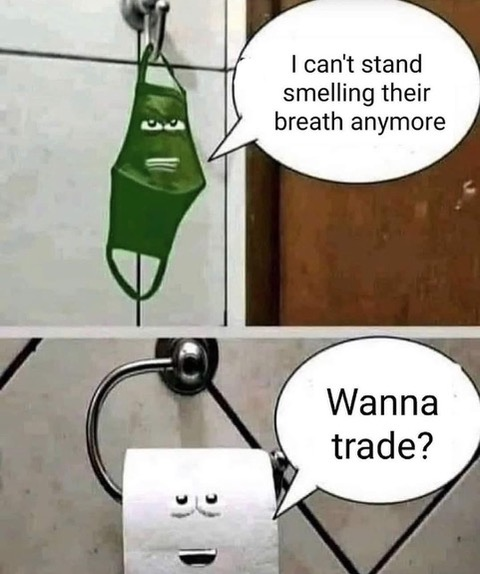 I can't stand
smelling their
breath anymore
Wanna
trade?